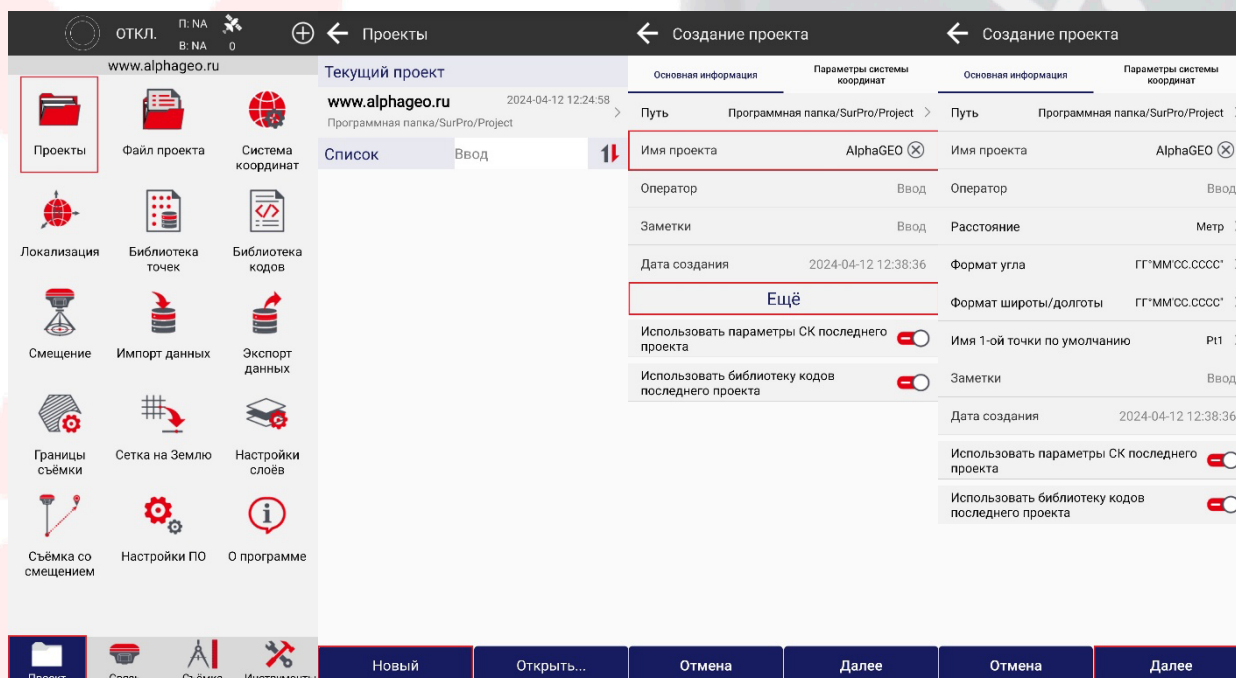 ОТКЛ.
П: NA
В: NA
0
www.alphageo.ru
Проекты
Файл проекта
Система
координат
Локализация
Библиотека
точек
Библиотека
кодов
Смещение
Импорт данных
Экспорт
данных
Границы
съёмки
Сетка на Землю
Настройки
слоёв
Съёмка со
смещением
Настройки ПО
О программе
Проект
Связь
Съёмка
Инструменты
Проекты
Текущий проект
www.alphageo.ru
2024-04-12 12:24:58
Программная папка/SurPro/Project
Список
Ввод
Новый
Открыть...
Создание проекта
Основная информация
Параметры системы
координат
Путь
Программная папка/SurPro/Project
Имя проекта
AlphaGEO
Оператор
Ввод
Заметки
Ввод
Дата создания
2024-04-12 12:38:36
Ещё
Использовать параметры СК последнего
проекта
Использовать библиотеку кодов
последнего проекта
Отмена
Далее
Создание проекта
Основная информация
Параметры системы
координат
Путь
Программная папка/SurPro/Project
Имя проекта
AlphaGEO
Оператор
Ввод
Расстояние
Метр
Формат угла
ГГ°ММ'СС.СССС"
Формат широты/долготы
ГГ°ММ'СС.СССС"
Имя 1-ой точки по умолчанию
Pt1
Заметки
Ввод
Дата создания
2024-04-12 12:38:36
Использовать параметры СК последнего
проекта
Использовать библиотеку кодов
последнего проекта
Отмена
Далее